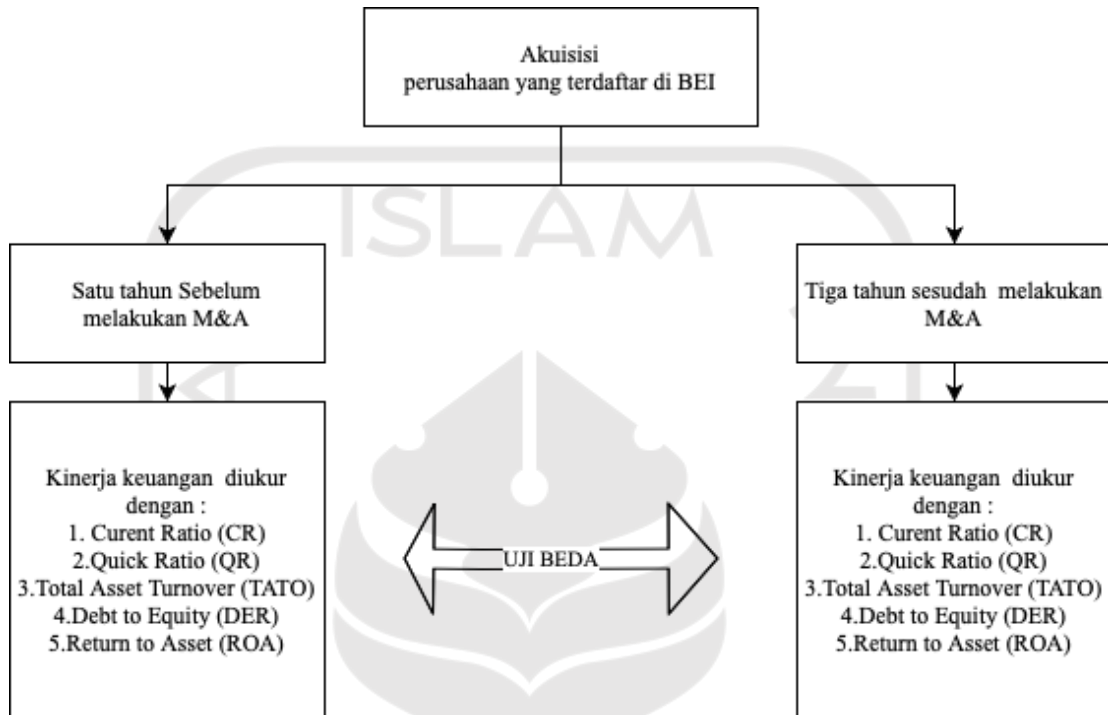 Akuisisi
perusahaan yang terdaftar di BEI
ISLAM
Satu tahun Sebelum
melakukan M&A
Tiga tahun sesudah melakukan
M&A
Kinerja keuangan diukur
dengan :
1. Curent Ratio (CR)
2.Quick Ratio (QR)
3.Total Asset Turnover (TATO)
4.Debt to Equity (DER)
5.Return to Asset (ROA)
UJI BEDA
Kinerja keuangan diukur
dengan :
1. Curent Ratio (CR)
2.Quick Ratio (QR)
3.Total Asset Turnover (TATO)
4.Debt to Equity (DER)
5.Return to Asset (ROA)